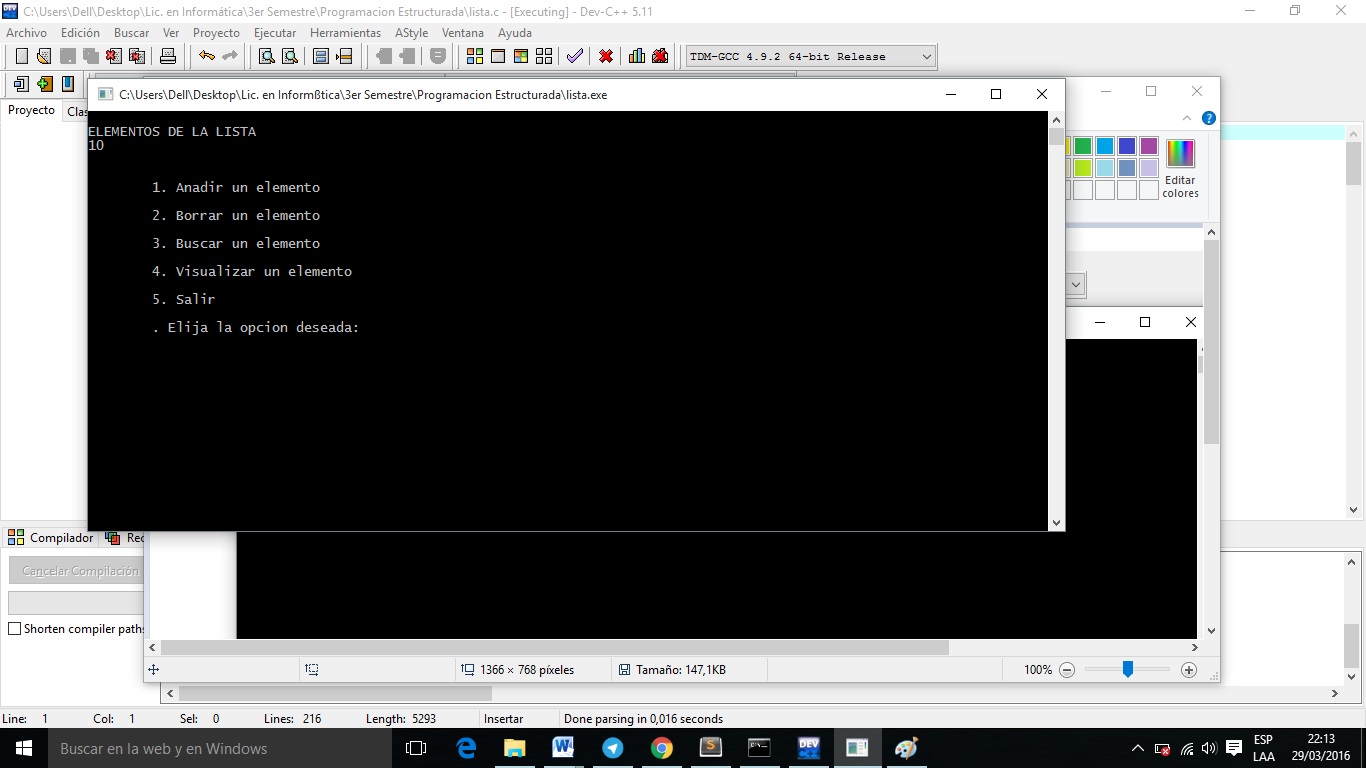 C:\Users\Dell\Desktop\Lic. en Informática\3er Semestre\Programacion Estructurada\lista.c - [Executing] - Dev-C++ 5.11
Archivo Edición Buscar Ver Proyecto Ejecutar Herramientas AStyle Ventana Ayuda
TDM-GCC 4.9.2 64-bit Release
Proyecto Clas
C:\Users\Dell\Desktop\Lic. en Informßtica\3er Semestre\Programacion Estructurada\lista.exe
ELEMENTOS DE LA LISTA
10
1. Anadir un elemento
2. Borrar un elemento
3. Buscar un elemento
4. Visualizar un elemento
5. Salir
. Elija la opcion deseada:
Editar
colores
Compilador Rec
Cancelar Compilación
Shorten compiler paths
1366 × 768 píxeles
Tamaño: 147,1KB
100%
Line: 1 Col: 1 Sel: 0 Lines: 216 Length: 5293 Insertar Done parsing in 0,016 seconds
Buscar en la web y en Windows
ESP
LAA
22:13
29/03/2016